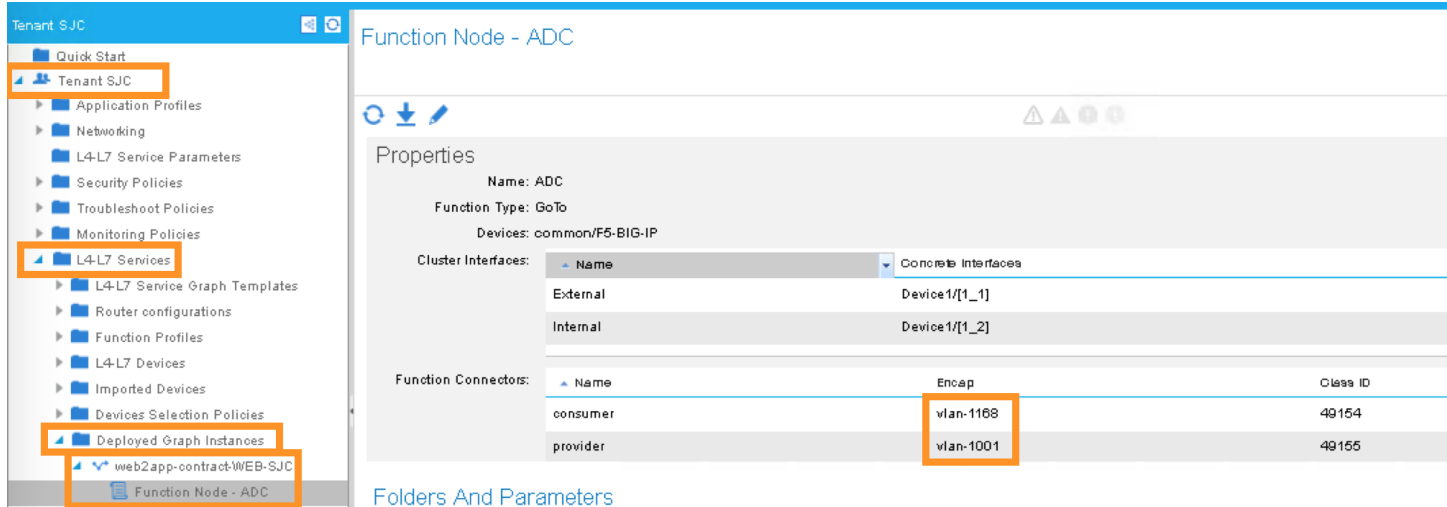 Tenant SJC
Quick Start
Tenant SJC
Application Profiles
Networking
L4-L7 Service Parameters
Security Policies
Troubleshoot Policies
Monitoring Policies
L4-L7 Services
L4-L7 Service Graph Templates
Router configurations
Function Profiles
L4-L7 Devices
Imported Devices
Devices Selection Policies
Deployed Graph Instances
web2app-contract-WEB-SJC
Function Node - ADC
Function Node - ADC
Properties
Name: ADC
Function Type: GoTo
Devices: common/F5-BIG-IP
Cluster Interfaces:
Name Concrete Interfaces
External Device1/[1_1]
Internal Device1/[1_2]
Function Connectors:
Name Encap Class ID
consumer vlan-1168 49154
provider vlan-1001 49155
Folders And Parameters